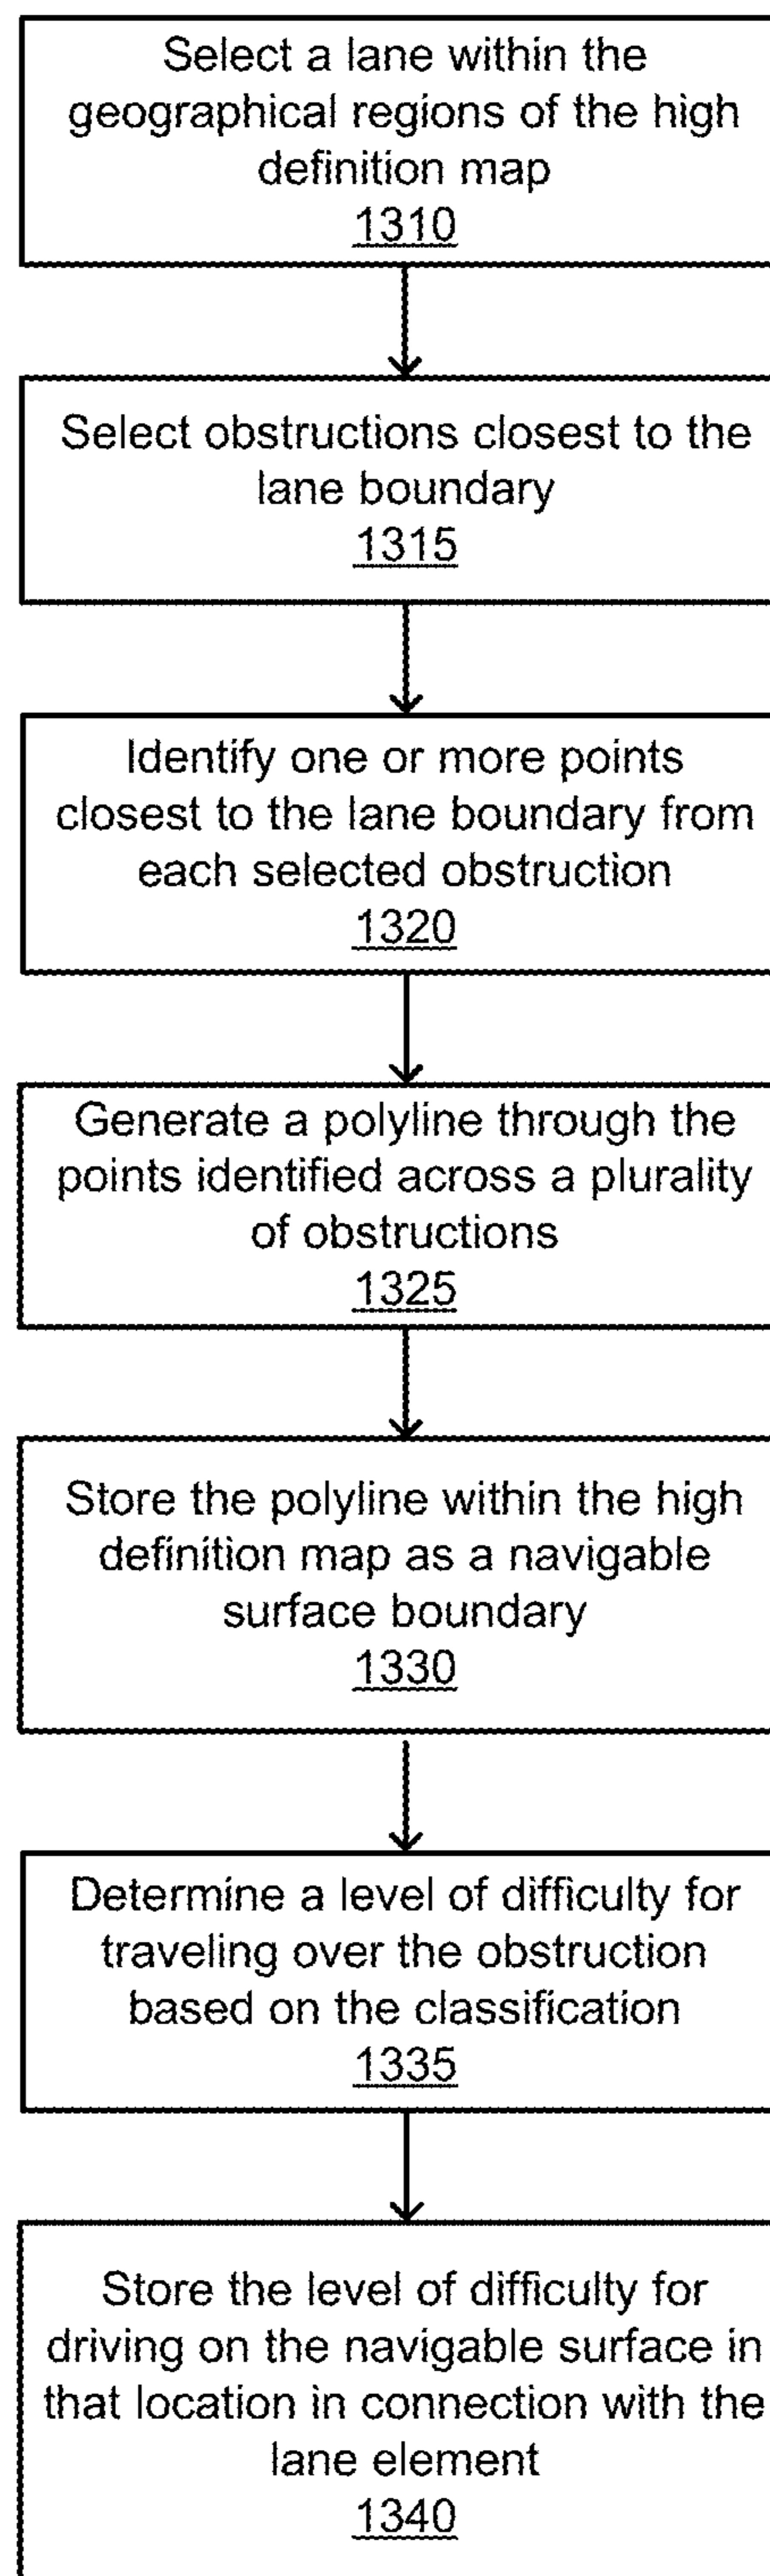 Select a lane within the
geographical regions of the high
definition map
1310
Select obstructions closest to the
lane boundary
1315
Identify one or more points
closest to the lane boundary from
each selected obstruction
1320
Generate a polyline through the
points identified across a plurality
of obstructions
1325
Store the polyline within the high
definition map as a navigable
surface boundary
1330
Determine a level of difficulty for
traveling over the obstruction
based on the classification
1335
Store the level of difficulty for
driving on the navigable surface in
that location in connection with the
lane element
1340